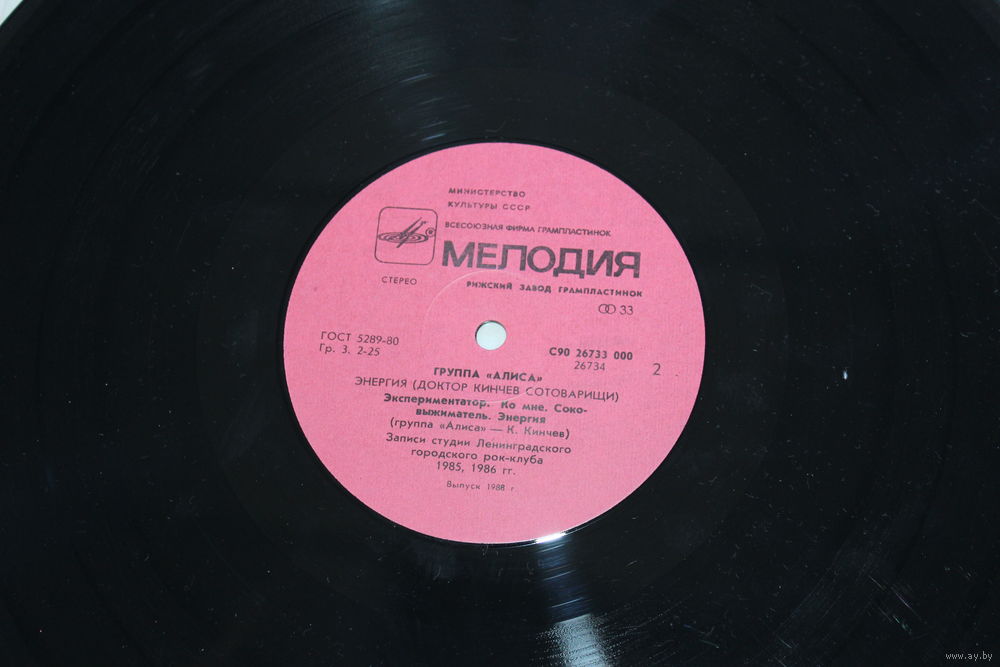 МИНИСТЕРСТВО
КУЛЬТУРЫ СССР
ВСЕСОЮЗНАЯ ФИРМА ГРАМПЛАСТИНОК
МЕЛОДИЯ
СТЕРЕО
РИЖСКИЙ ЗАВОД ГРАМПЛАСТИНОК
33
ГОСТ 5289-80
Гр. 3. 2-25
С90 26733 000
26734
2
ГРУППА «АЛИСА»
ЭНЕРГИЯ (ДОКТОР КИНЧЕВ СОТОВАРИЩИ)
Экспериментатор. Ко мне. Соко-
выжиматель. Энергия
(группа «Алиса» — К. Кинчев)
Записи студии Ленинградского
городского рок-клуба
1985, 1986 гг.
Выпуск 1988 г
www.ay.by